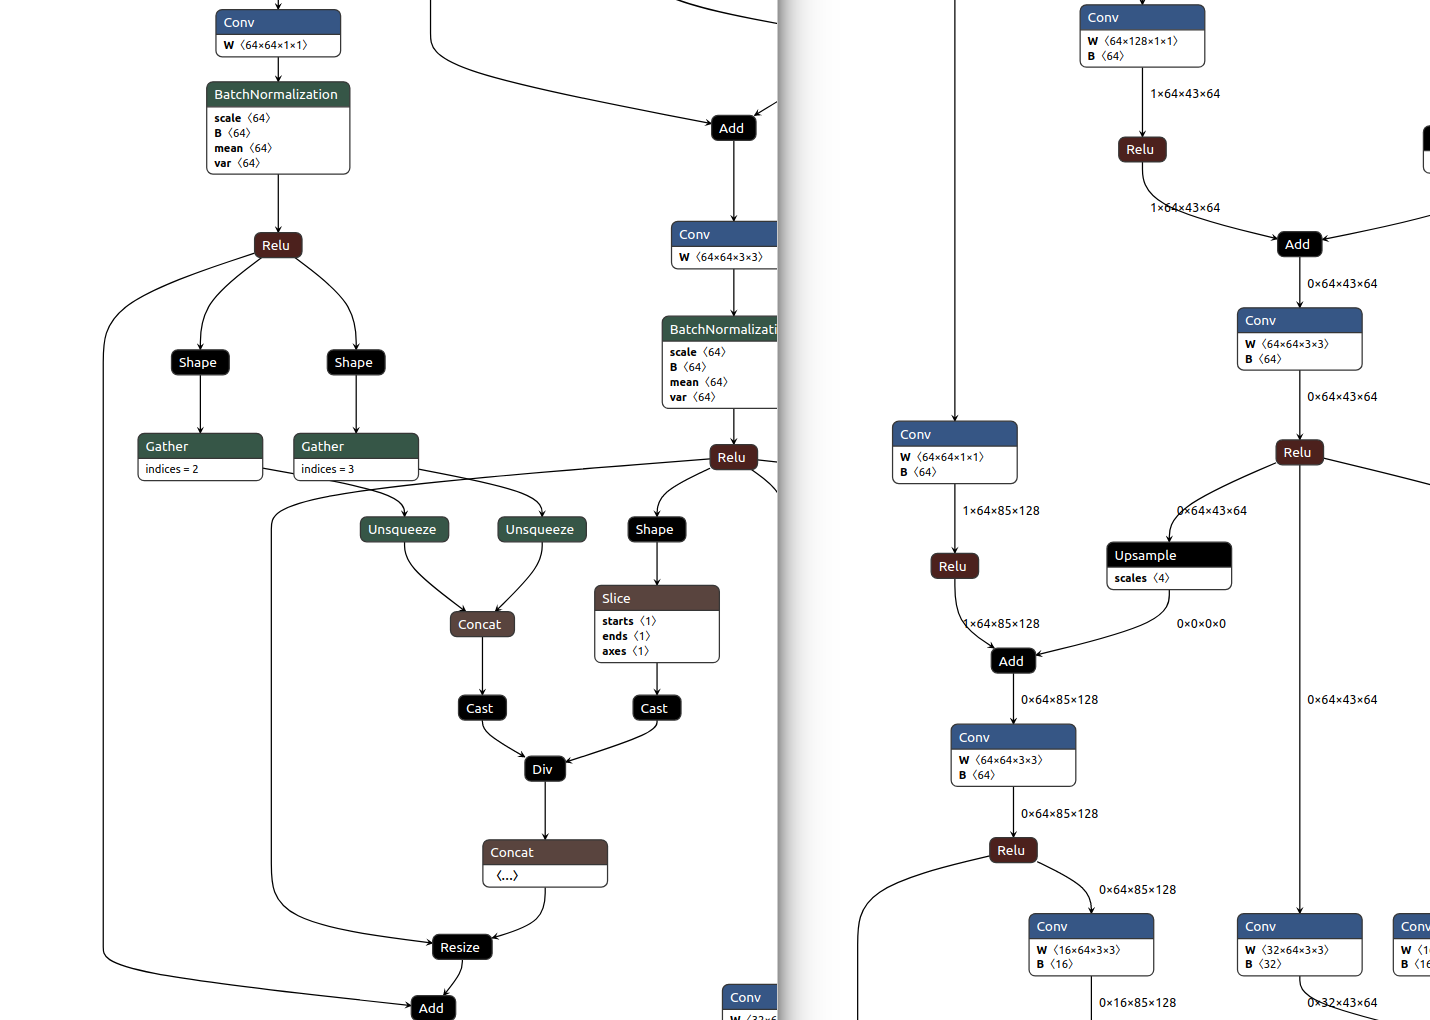 Conv
W ⟨64×64×1×1⟩
BatchNormalization
scale ⟨64⟩
B ⟨64⟩
mean ⟨64⟩
var ⟨64⟩
Relu
Shape
Shape
Gather
indices = 2
Gather
indices = 3
Unsqueeze
Unsqueeze
Concat
Cast
Div
Concat
⟨...⟩
Resize
Add
Add
Conv
W ⟨64×64×3×3⟩
BatchNormalizati
scale ⟨64⟩
B ⟨64⟩
mean ⟨64⟩
var ⟨64⟩
Relu
Shape
Slice
starts ⟨1⟩
ends ⟨1⟩
axes ⟨1⟩
Cast
Conv
Conv
W ⟨64×128×1×1⟩
B ⟨64⟩
1×64×43×64
Relu
1×64×43×64
Add
0×64×43×64
Conv
W ⟨64×64×3×3⟩
B ⟨64⟩
0×64×43×64
Relu
0×64×43×64
Upsample
scales ⟨4⟩
0×0×0×0
Conv
W ⟨64×64×1×1⟩
B ⟨64⟩
1×64×85×128
Relu
1×64×85×128
Add
0×64×85×128
Conv
W ⟨64×64×3×3⟩
B ⟨64⟩
0×64×85×128
Relu
0×64×85×128
Conv
W ⟨16×64×3×3⟩
B ⟨16⟩
0×16×85×128
0×64×43×64
Conv
W ⟨32×64×3×3⟩
B ⟨32⟩
0×32×43×64
Conv
W ⟨1
B ⟨16